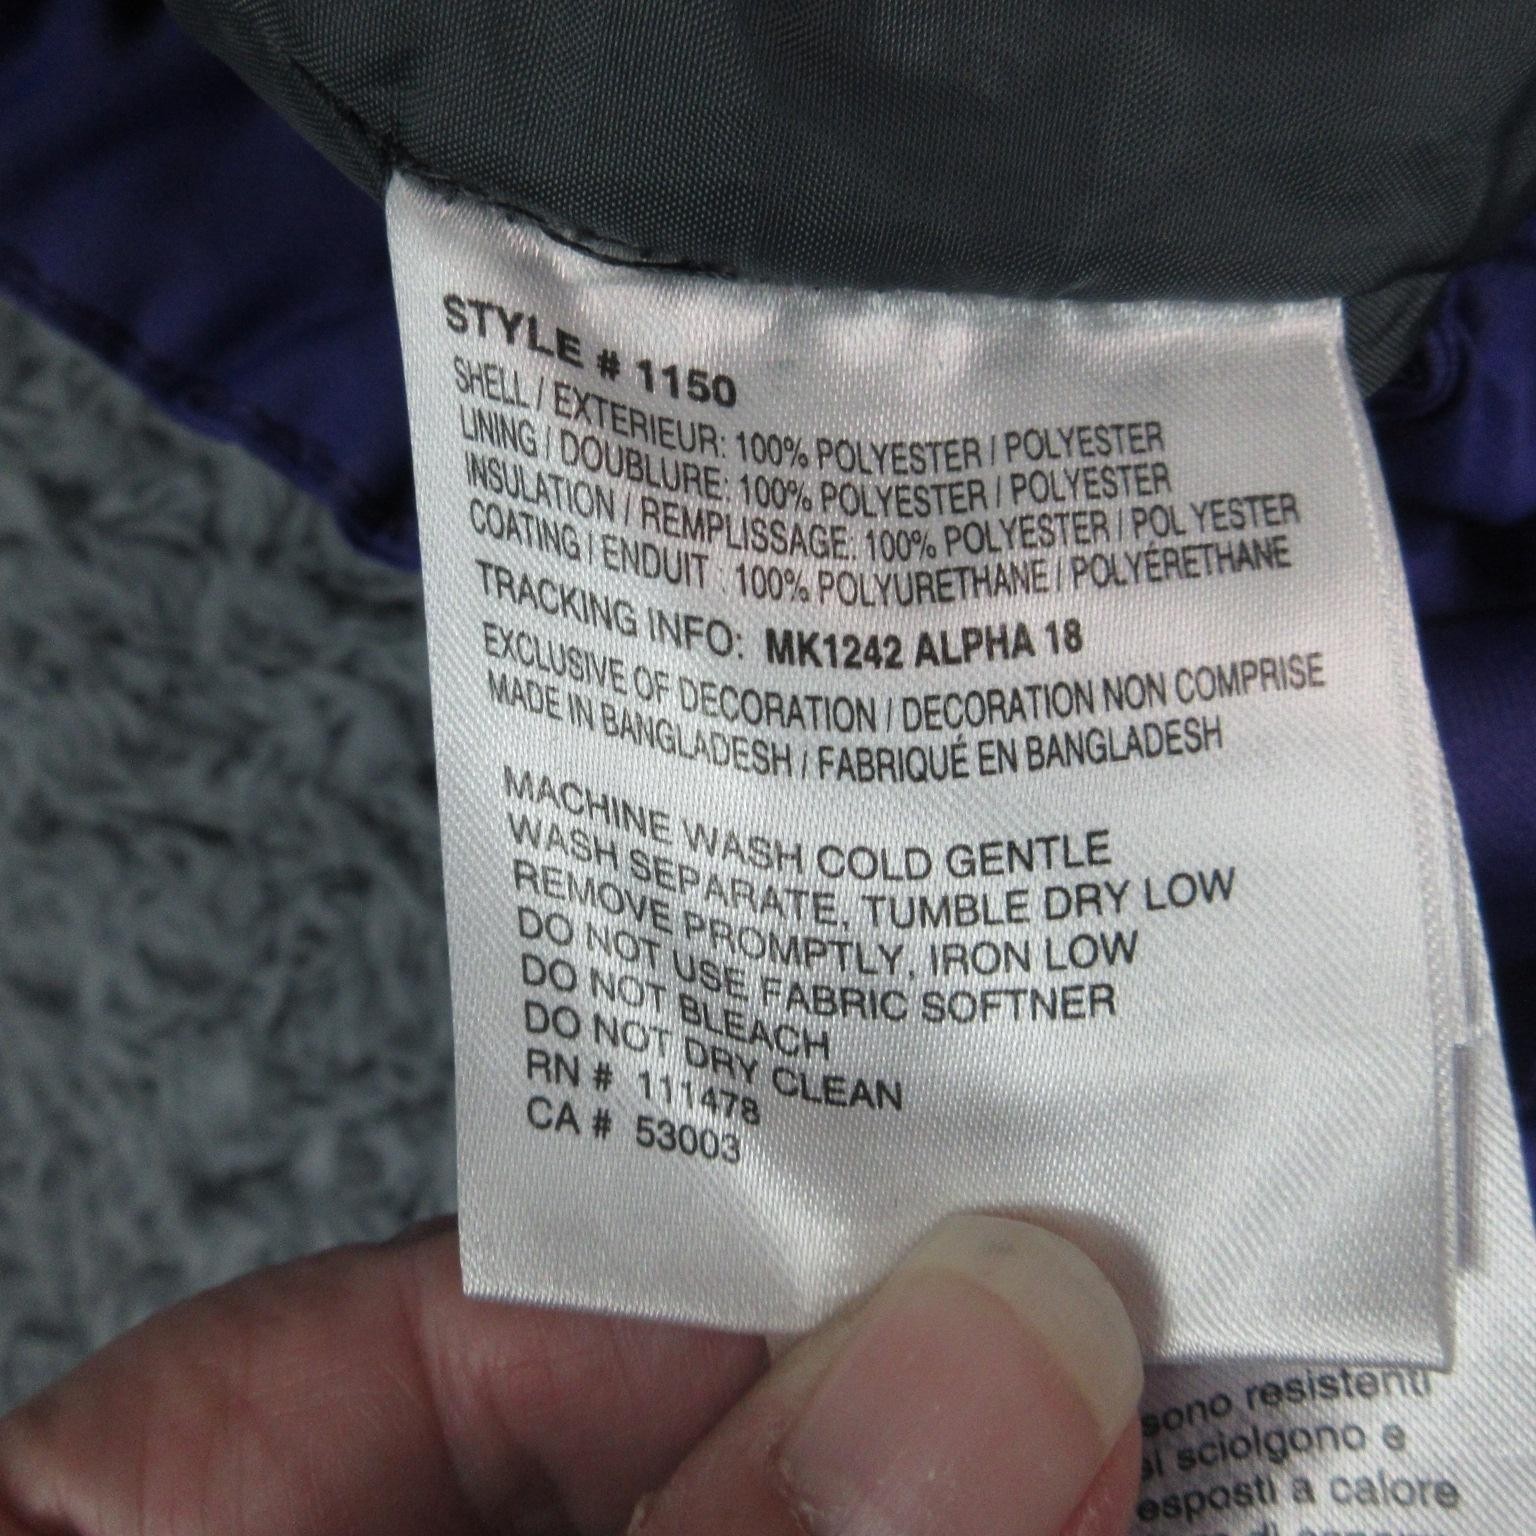 STYLE # 1150
SHELL / EXTERIEUR: 100% POLYESTER / POLYESTER
LINING / DOUBLURE: 100% POLYESTER / POLYESTER
INSULATION / REMPLISSAGE: 100% POLYESTER / POL YESTER
COATING / ENDUIT : 100% POLYURETHANE / POLYÉRETHANE
TRACKING INFO: MK1242 ALPHA 18
EXCLUSIVE OF DECORATION / DECORATION NON COMPRISE
MADE IN BANGLADESH / FABRIQUÉ EN BANGLADESH
MACHINE WASH COLD GENTLE
WASH SEPARATE, TUMBLE DRY LOW
REMOVE PROMPTLY, IRON LOW
DO NOT USE FABRIC SOFTNER
DO NOT BLEACH
DO NOT DRY CLEAN
RN # 111478
CA # 53003
sono resistenti
si sciolgono e
esposti a calore